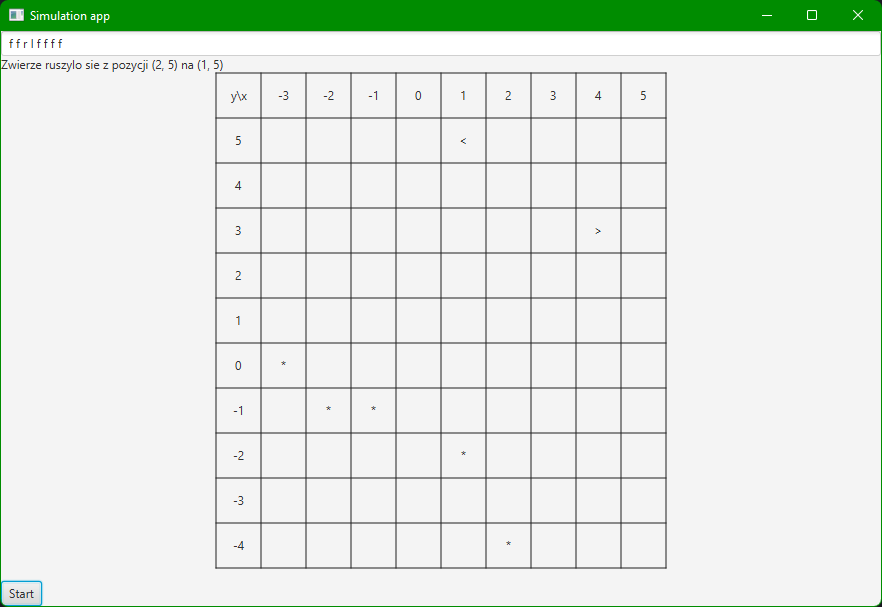 Simulation app
f f r l f f f f
Zwierze ruszylo sie z pozycji (2, 5) na (1, 5)
y\x -3 -2 -1 0 1 2 3 4 5
5 <
4
3 >
2
1
0 *
-1 * *
-2 *
-3
-4 *
Start